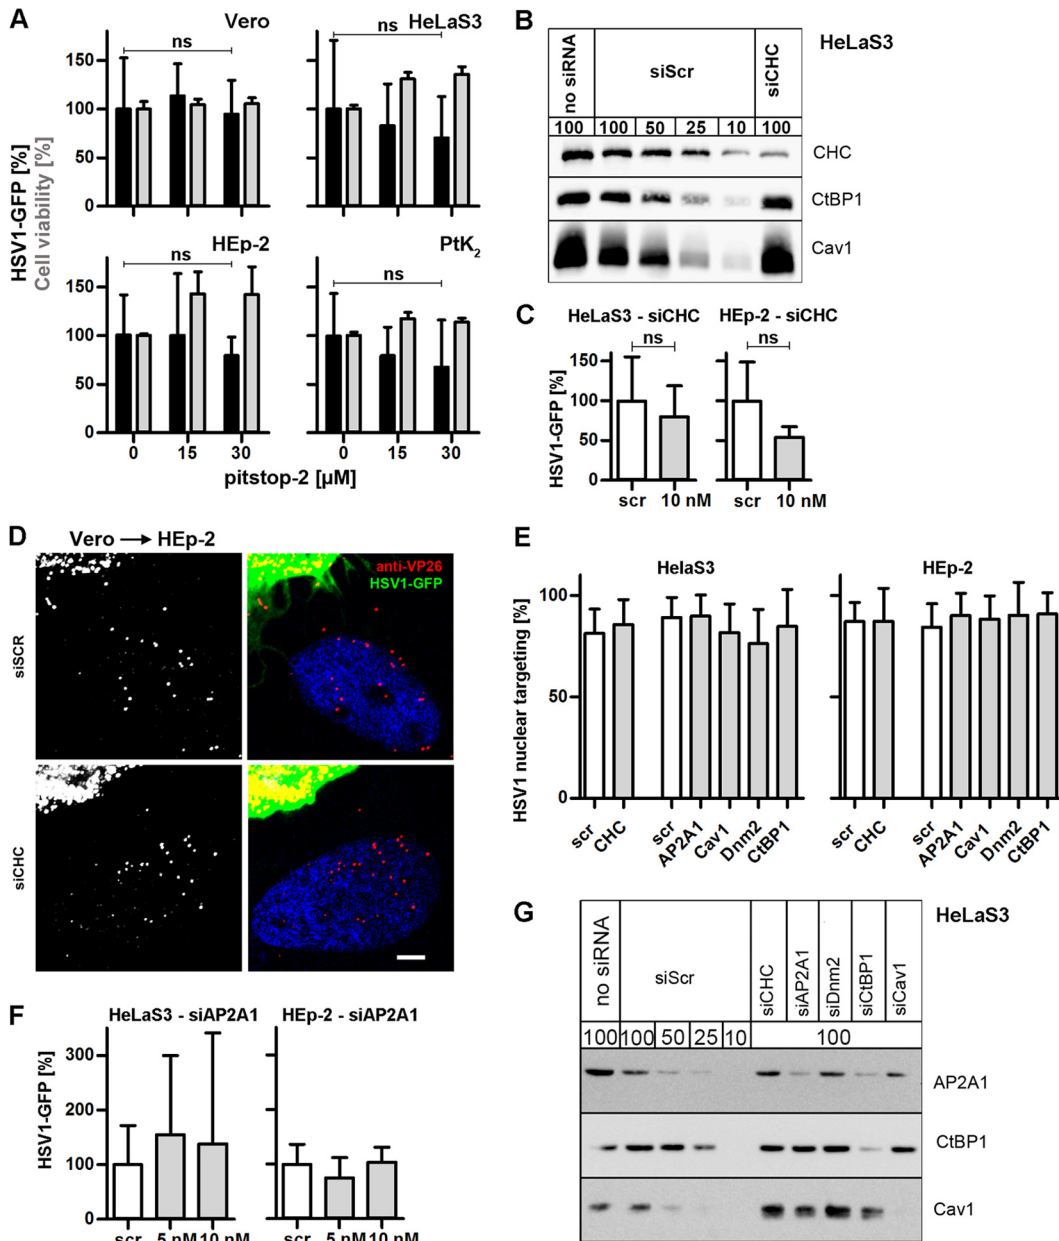 A
Vero
HeLaS3
HSV1-GFP [%]
Cell viability [%]
150
100
50
0
ns
ns
HEp-2
PtK2
150
100
50
0
ns
ns
0 15 30 0 15 30
pitstop-2 [µM]
B
HeLaS3
no siRNA
siScr
siCHC
100 100 50 25 10 100
CHC
CtBP1
Cav1
C
HeLaS3 - siCHC
HEp-2 - siCHC
ns
ns
HSV1-GFP [%]
150
100
50
0
scr 10 nM scr 10 nM
D
Vero → HEp-2
siSCR
anti-VP26
HSV1-GFP
siCHC
E
HelaS3
HEp-2
HSV1 nuclear targeting [%]
100
50
0
scr CHC scr AP2A1 Cav1 Dnm2 CtBP1
scr CHC scr AP2A1 Cav1 Dnm2 CtBP1
F
HeLaS3 - siAP2A1
HEp-2 - siAP2A1
HSV1-GFP [%]
300
200
100
0
scr 5 nM 10 nM scr 5 nM 10 nM
G
HeLaS3
no siRNA
siScr
siCHC
siAP2A1
siDnm2
siCtBP1
siCav1
100 100 50 25 10 100
AP2A1
CtBP1
Cav1